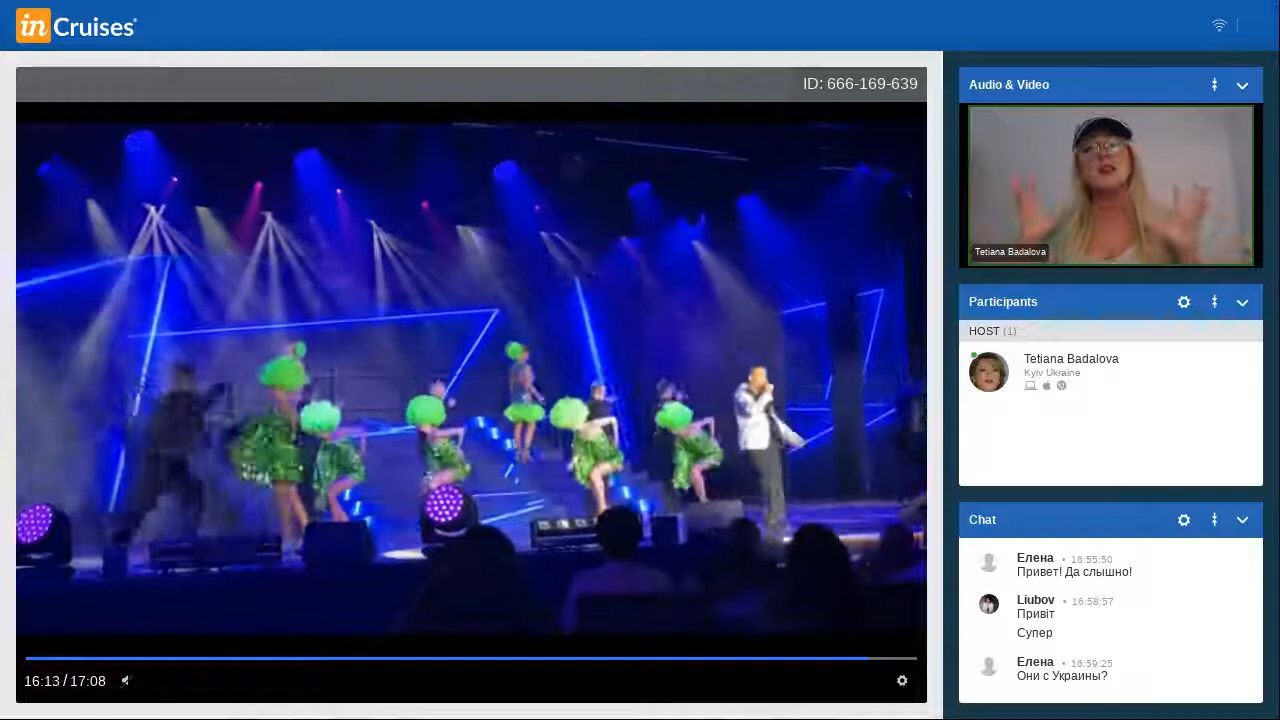 in Cruises®
ID: 666-169-639
Audio & Video
Tetiana Badalova
Participants
HOST (1)
Tetiana Badalova
Kyiv Ukraine
Chat
Елена • 16:55:50
Привет! Да слышно!
Liubov • 16:58:57
Привіт
Супер
Елена • 16:59:25
Они с Украины?
16:13 / 17:08